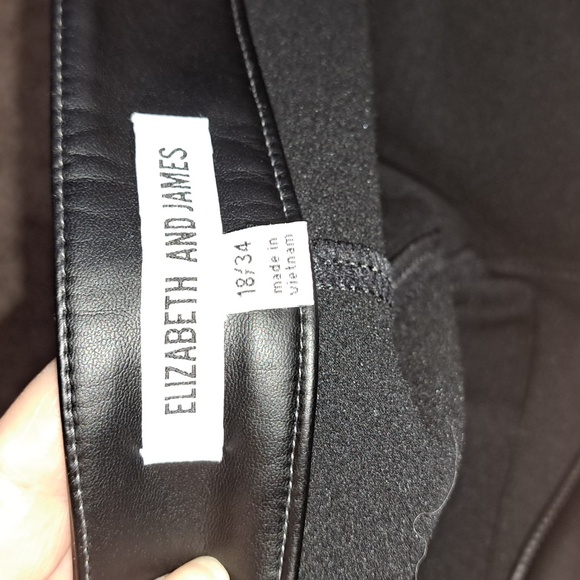 ELIZABETH AND JAMES
18/34
made in
vietnam